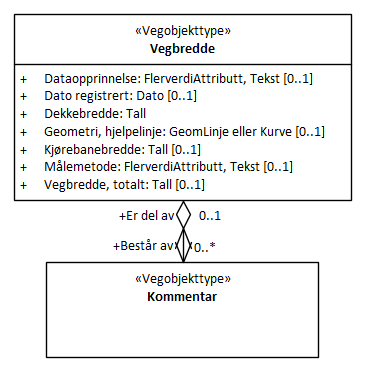 «Vegobjekttype»
Vegbredde
+ Dataopprinnelse: FlerverdiAttributt, Tekst [0..1]
+ Dato registrert: Dato [0..1]
+ Dekkebredde: Tall
+ Geometri, hjelpelinje: GeomLinje eller Kurve [0..1]
+ Kjørebanebredde: Tall [0..1]
+ Målemetode: FlerverdiAttributt, Tekst [0..1]
+ Vegbredde, totalt: Tall [0..1]
+Er del av 0..1
+Består av 0..*
«Vegobjekttype»
Kommentar